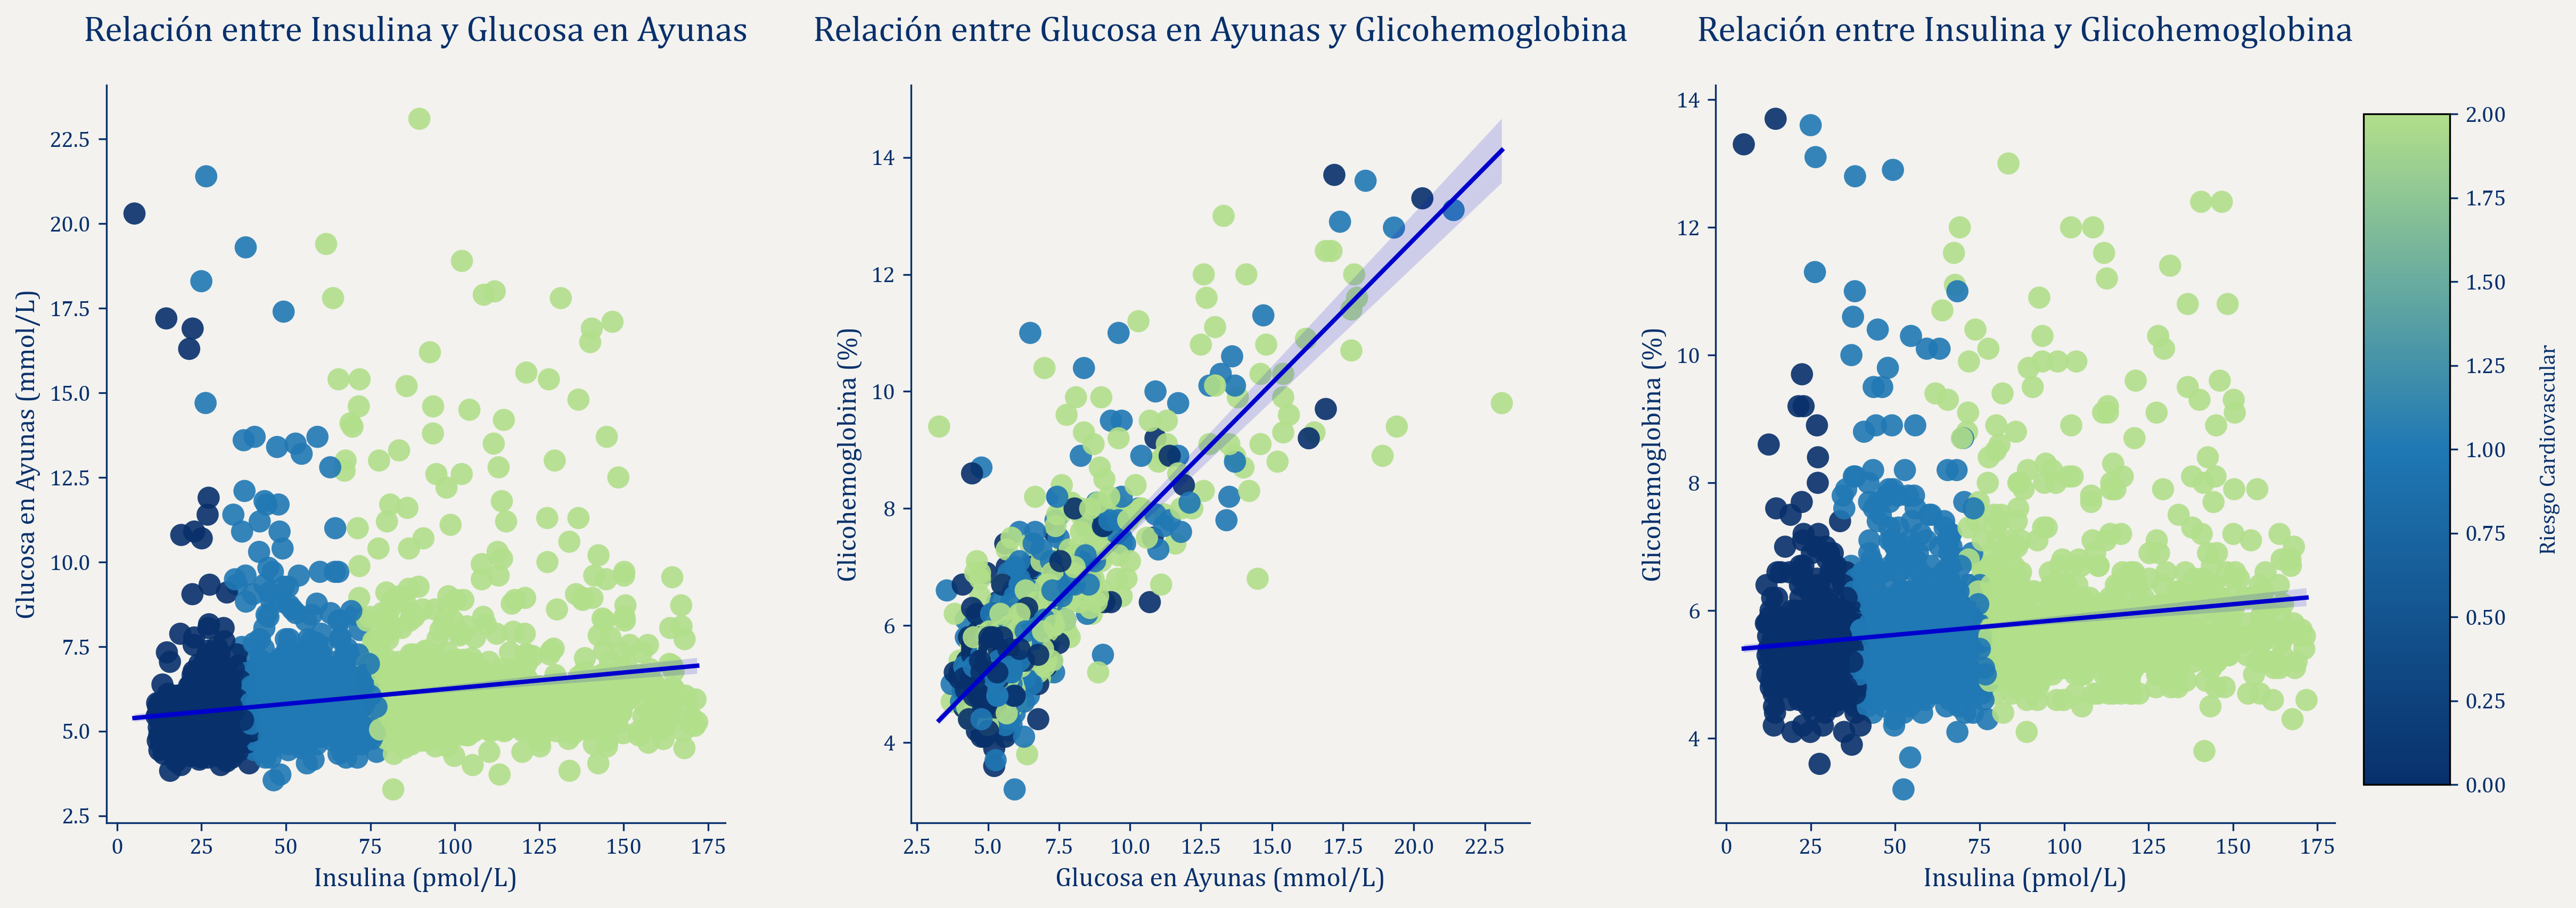 Relación entre Insulina y Glucosa en Ayunas
Glucosa en Ayunas (mmol/L)
22.5
20.0
17.5
15.0
12.5
10.0
7.5
5.0
2.5
0 25 50 75 100 125 150 175
Insulina (pmol/L)
Relación entre Glucosa en Ayunas y Glicohemoglobina
Glicohemoglobina (%)
14
12
10
8
6
4
2.5 5.0 7.5 10.0 12.5 15.0 17.5 20.0 22.5
Glucosa en Ayunas (mmol/L)
Relación entre Insulina y Glicohemoglobina
Glicohemoglobina (%)
14
12
10
8
6
4
0 25 50 75 100 125 150 175
Insulina (pmol/L)
2.00
1.75
1.50
1.25
1.00
0.75
0.50
0.25
0.00
Riesgo Cardiovascular